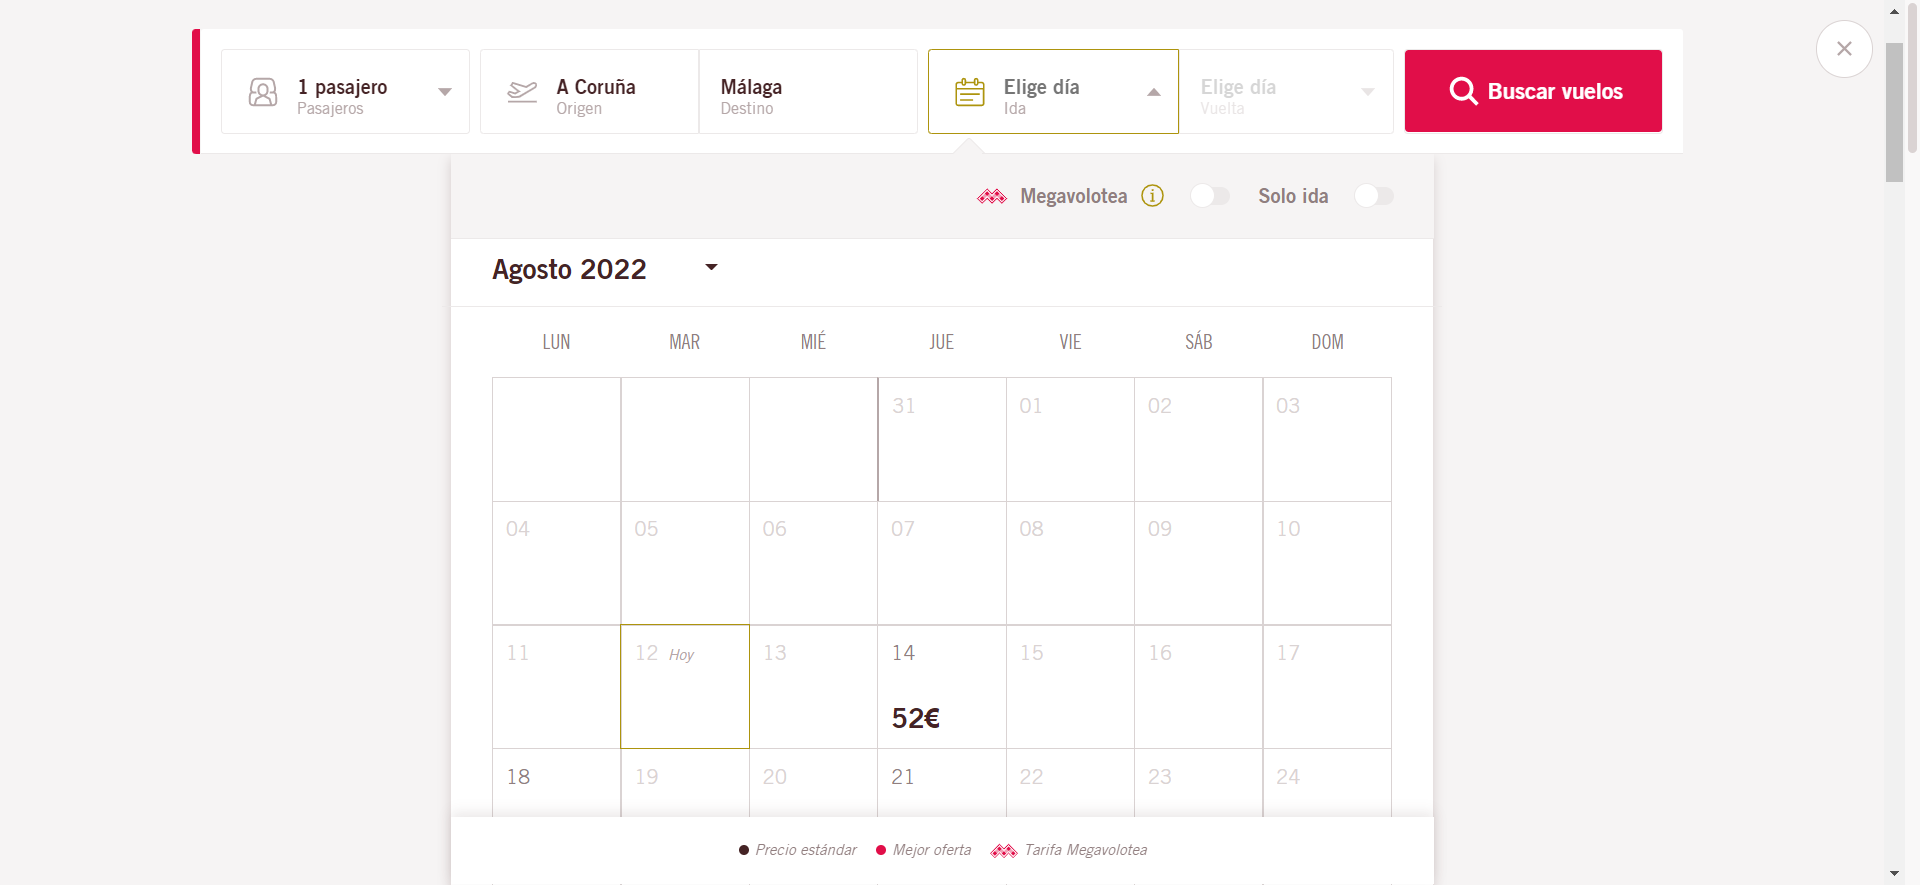 1 pasajero
Pasajeros
A Coruña
Origen
Málaga
Destino
Elige día
Ida
Elige día
Vuelta
Buscar vuelos
Megavolotea i Solo ida
Agosto 2022
LUN MAR MIÉ JUE VIE SÁB DOM
31 01 02 03
04 05 06 07 08 09 10
11 12 Hoy 13 14 15 16 17
52€
18 19 20 21 22 23 24
Precio estándar Mejor oferta Tarifa Megavolotea